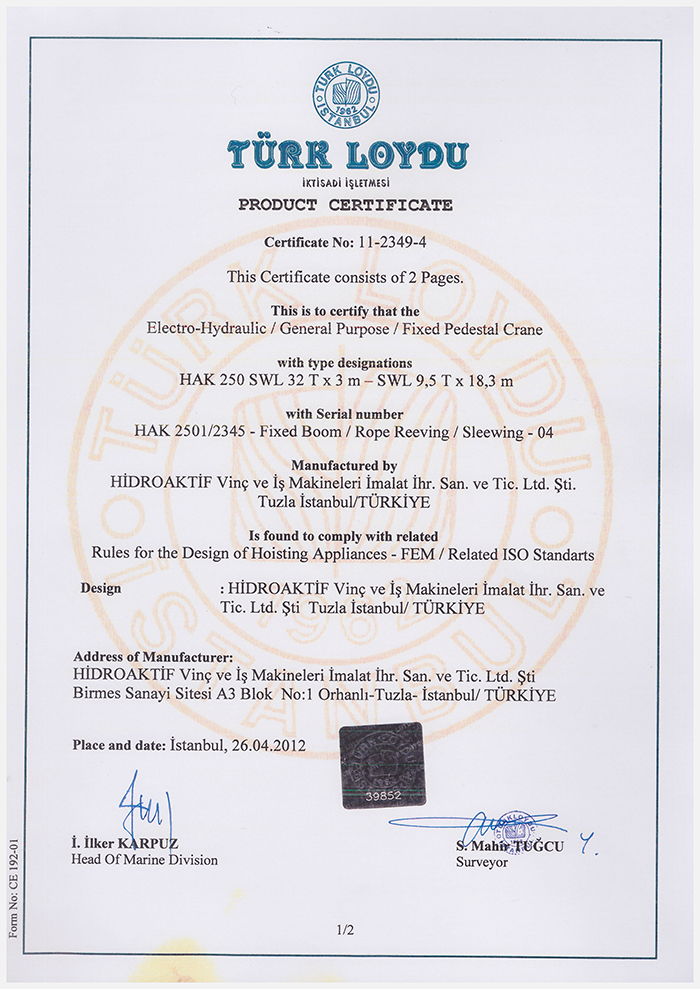 TÜRK LOYDU
1962
İSTANBUL
TÜRK LOYDU
İKTİSADİ İŞLETMESİ
PRODUCT CERTIFICATE
Certificate No: 11-2349-4
This Certificate consists of 2 Pages.
This is to certify that the
Electro-Hydraulic / General Purpose / Fixed Pedestal Crane
with type designations
HAK 250 SWL 32 T x 3 m – SWL 9,5 T x 18,3 m
with Serial number
HAK 2501/2345 - Fixed Boom / Rope Reeving / Sleewing - 04
Manufactured by
HİDROAKTİF Vinç ve İş Makineleri İmalat İhr. San. ve Tic. Ltd. Şti.
Tuzla İstanbul/TÜRKİYE
Is found to comply with related
Rules for the Design of Hoisting Appliances - FEM / Related ISO Standarts
Design : HİDROAKTİF Vinç ve İş Makineleri İmalat İhr. San. ve
Tic. Ltd. Şti Tuzla İstanbul/ TÜRKİYE
Address of Manufacturer:
HİDROAKTİF Vinç ve İş Makineleri İmalat İhr. San. ve Tic. Ltd. Şti
Birmes Sanayi Sitesi A3 Blok No:1 Orhanlı-Tuzla- İstanbul/ TÜRKİYE
Place and date: İstanbul, 26.04.2012
39852
İ. İlker KARPUZ
Head Of Marine Division
S. Mahir TUĞCU
Surveyor
1/2
Form No: CE 192-01
TÜRK LOYDU
1962
İSTANBUL